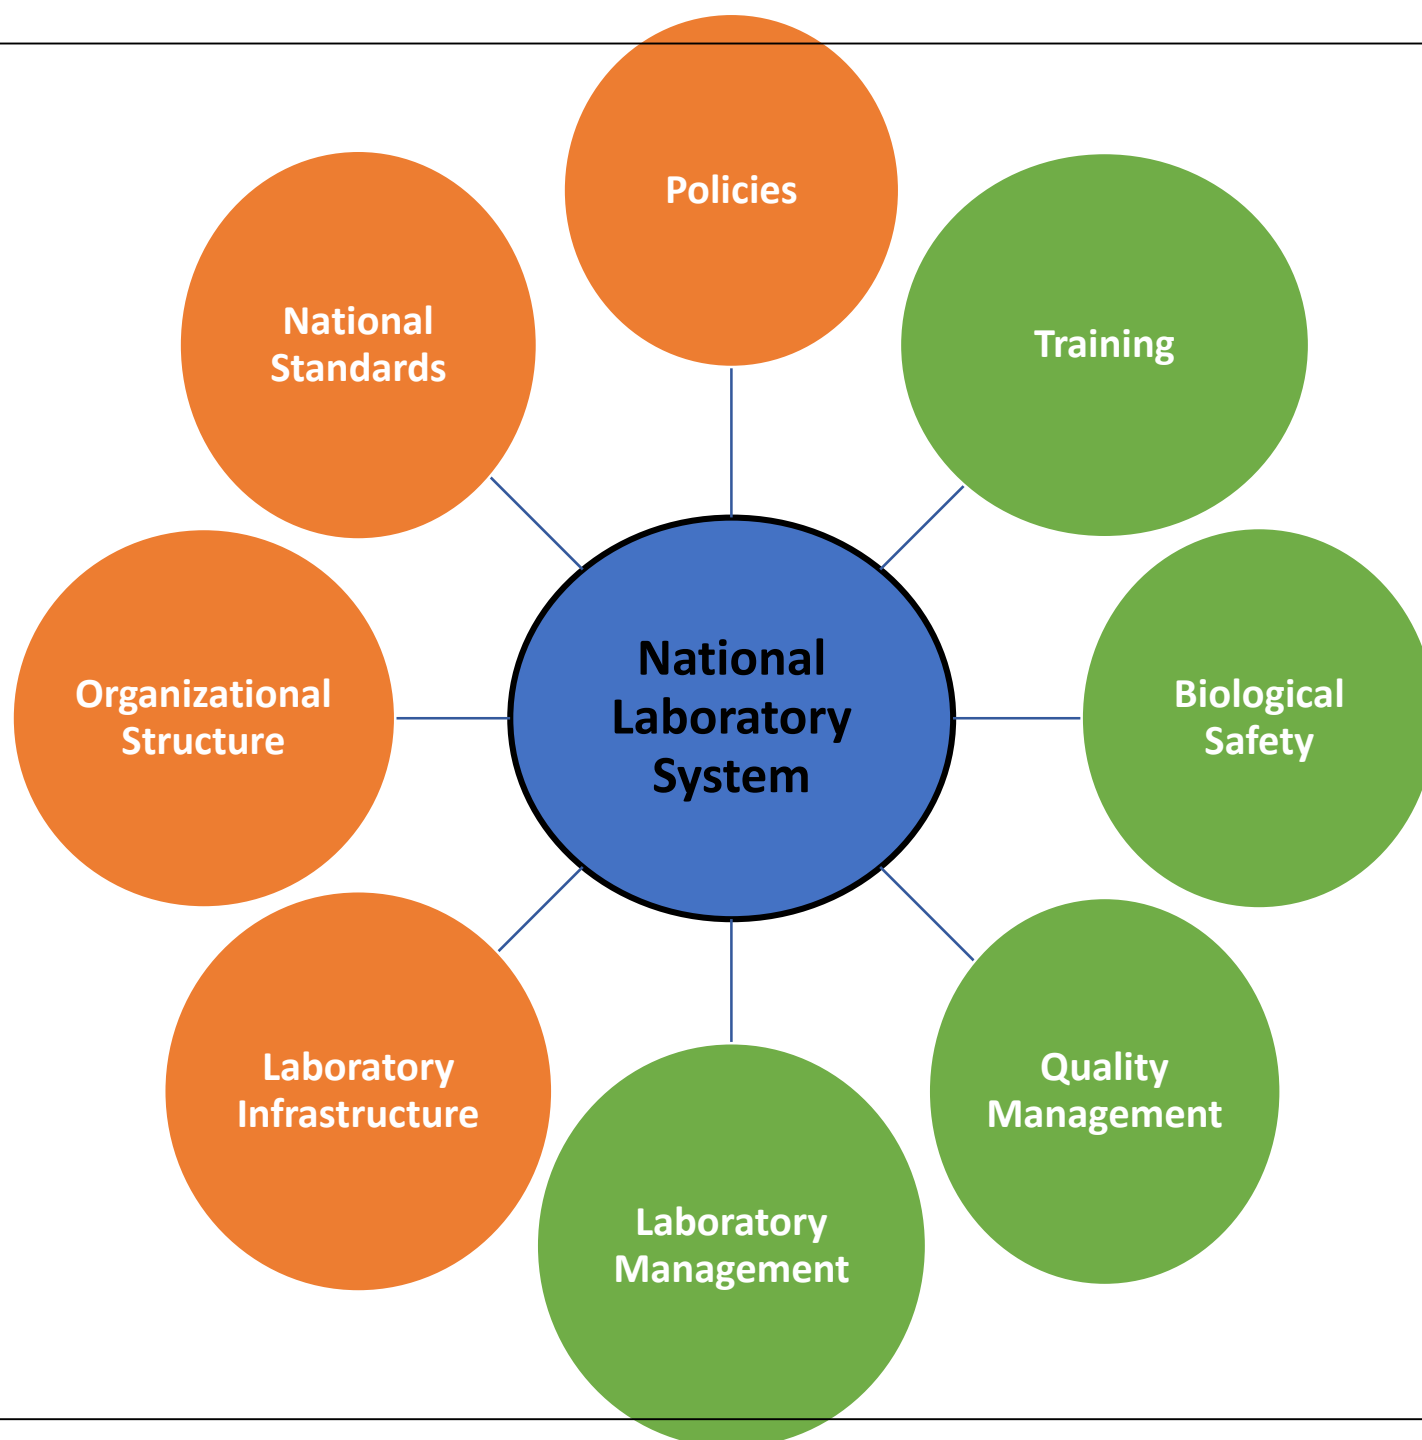 Policies
National
Standards
Training
Organizational
Structure
National
Laboratory
System
Biological
Safety
Laboratory
Infrastructure
Quality
Management
Laboratory
Management